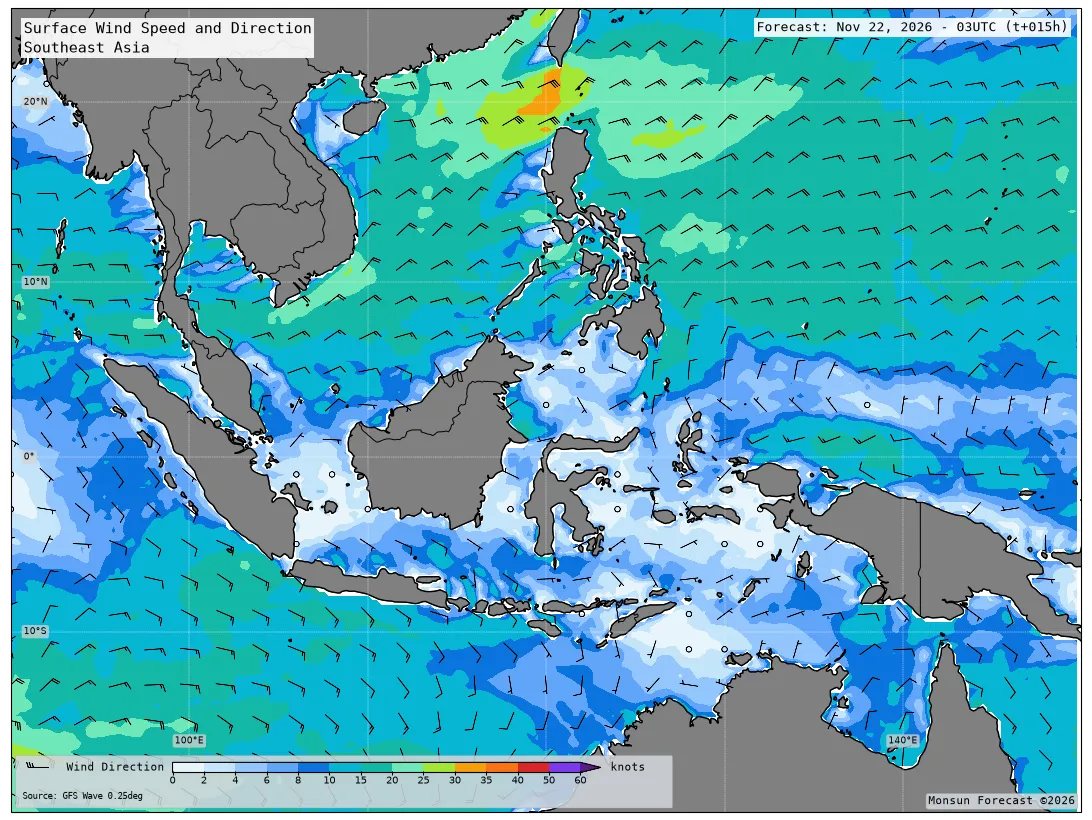 Surface Wind Speed and Direction
Southeast Asia
Forecast: Nov 22, 2026 - 03UTC (t+015h)
20°N
10°N
0°
10°S
100°E
140°E
Wind Direction
0 2 4 6 8 10 15 20 25 30 35 40 50 60
knots
Source: GFS Wave 0.25deg
Monsun Forecast ©2026